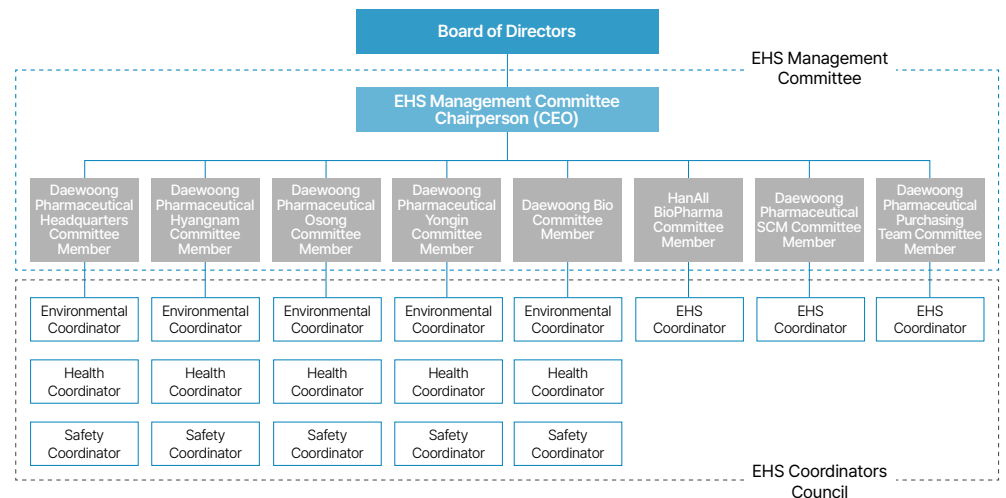 Board of Directors
EHS Management
Committee
EHS Management Committee
Chairperson (CEO)
Daewoong
Pharmaceutical
Headquarters
Committee
Member
Daewoong
Pharmaceutical
Hyangnam
Committee
Member
Daewoong
Pharmaceutical
Osong
Committee
Member
Daewoong
Pharmaceutical
Yongin
Committee
Member
Daewoong Bio
Committee
Member
HanAll
BioPharma
Committee
Member
Daewoong
Pharmaceutical
SCM Committee
Member
Daewoong
Pharmaceutical
Purchasing
Team Committee
Member
Environmental
Coordinator
Environmental
Coordinator
Environmental
Coordinator
Environmental
Coordinator
Environmental
Coordinator
EHS
Coordinator
EHS
Coordinator
EHS
Coordinator
Health
Coordinator
Health
Coordinator
Health
Coordinator
Health
Coordinator
Health
Coordinator
Safety
Coordinator
Safety
Coordinator
Safety
Coordinator
Safety
Coordinator
Safety
Coordinator
EHS Coordinators
Council